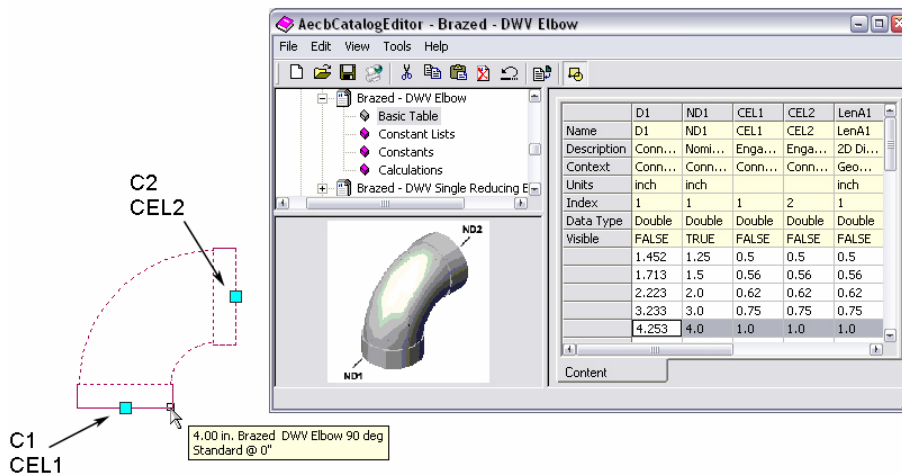 AecbCatalogEditor - Brazed - DWV Elbow
File Edit View Tools Help
Brazed - DWV Elbow
Basic Table
Constant Lists
Constants
Calculations
Brazed - DWV Single Reducing E
ND2
ND1
D1 ND1 CEL1 CEL2 LenA1
Name D1 ND1 CEL1 CEL2 LenA1
Description Conn... Nomi... Enga... Enga... 2D Di...
Context Conn... Conn... Conn... Conn... Geo...
Units inch inch inch
Index 1 1 1 2 1
Data Type Double Double Double Double Double
Visible FALSE TRUE FALSE FALSE FALSE
1.452 1.25 0.5 0.5 0.5
1.713 1.5 0.56 0.56 0.56
2.223 2.0 0.62 0.62 0.62
3.233 3.0 0.75 0.75 0.75
4.253 4.0 1.0 1.0 1.0
Content
C2
CEL2
C1
CEL1
4.00 in. Brazed DWV Elbow 90 deg
Standard @ 0"